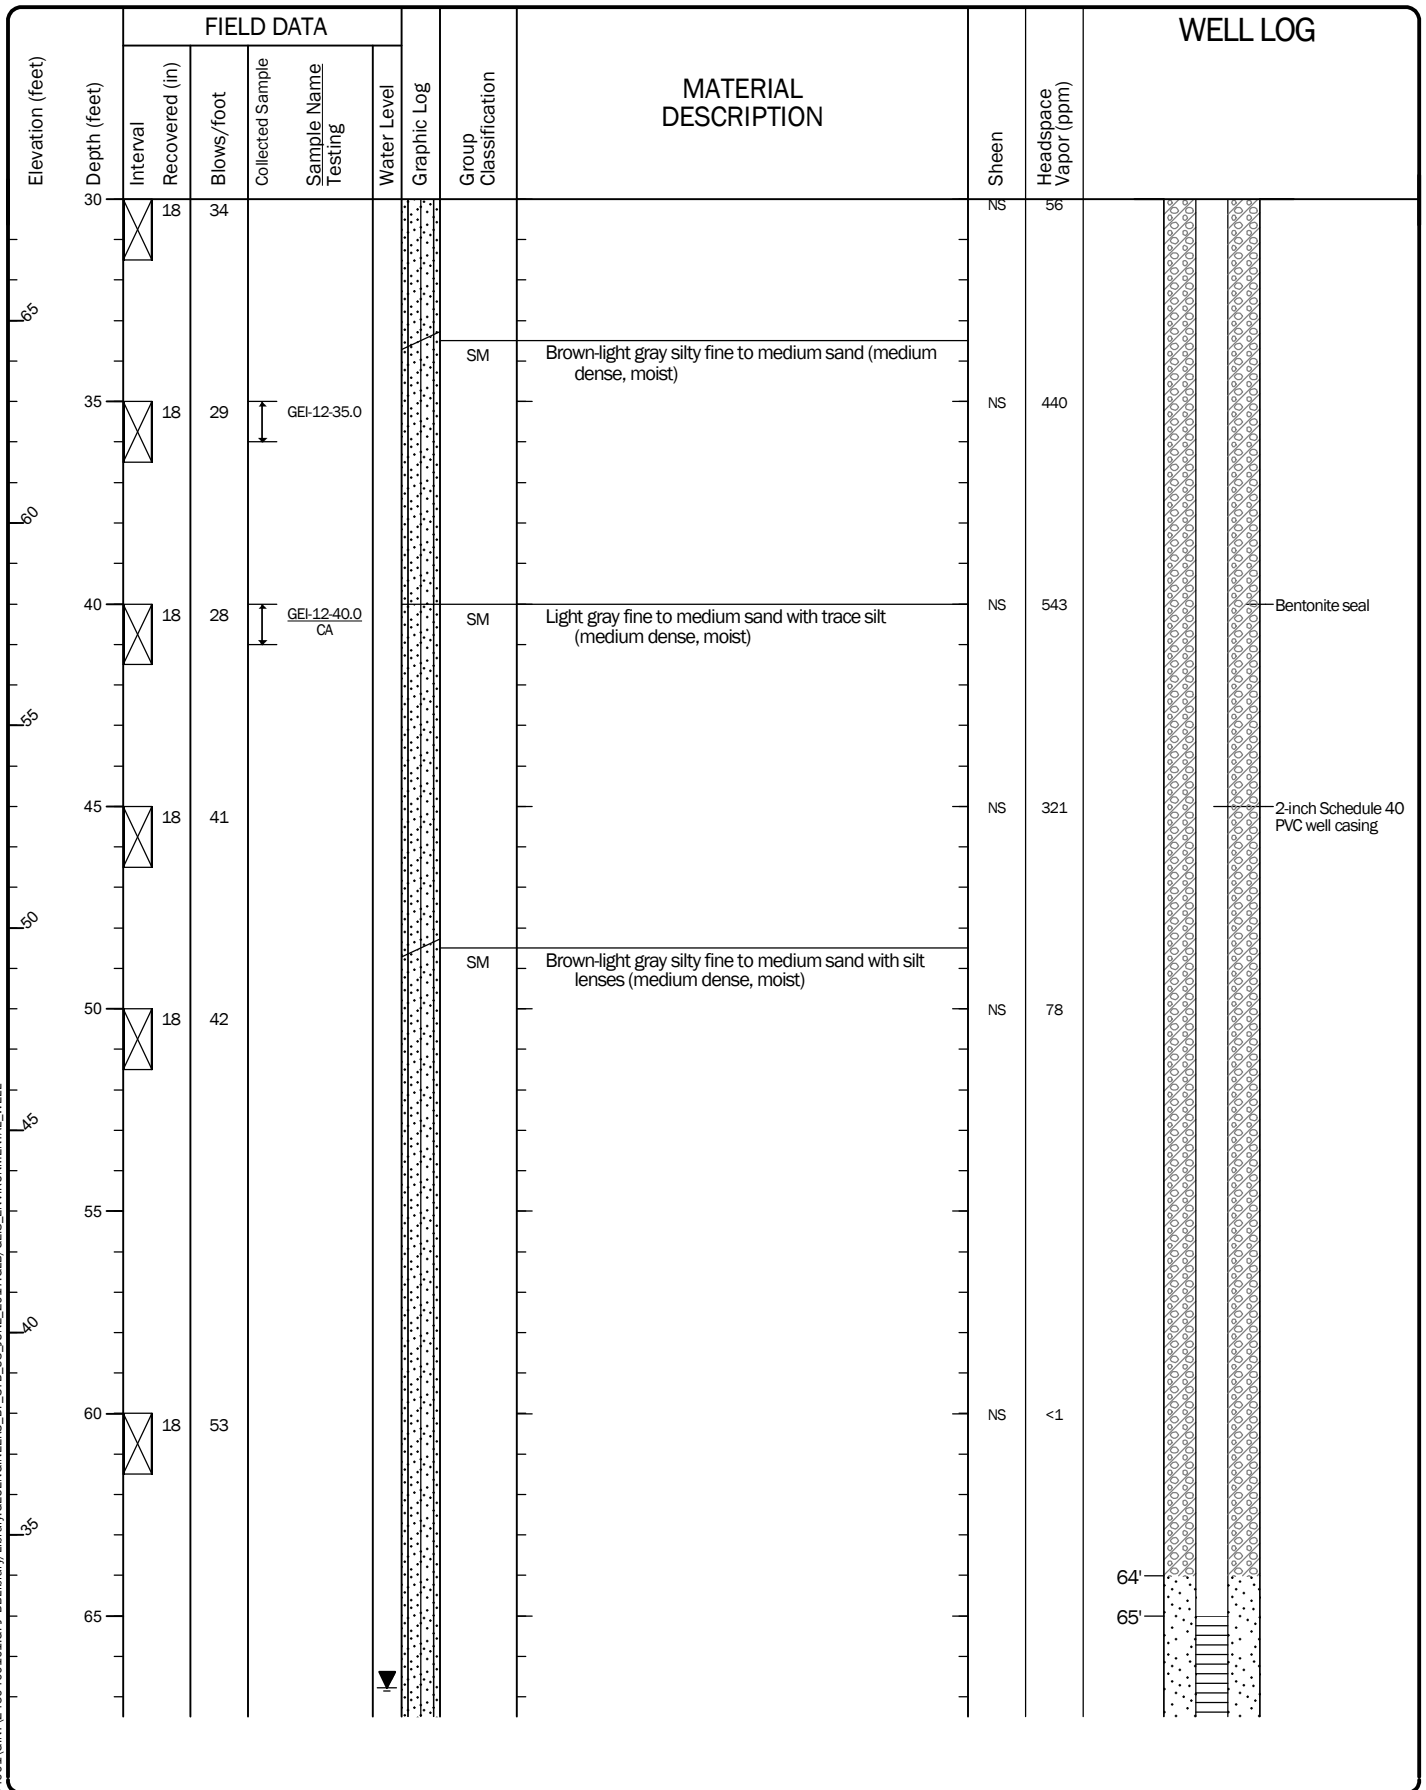 FIELD DATA
WELL LOG
Elevation (feet)
Depth (feet)
Interval
Recovered (in)
Blows/foot
Collected Sample
Sample Name
Testing
Water Level
Graphic Log
Group
Classification
MATERIAL
DESCRIPTION
Sheen
Headspace
Vapor (ppm)
30
18
34
NS
56
65
SM
Brown-light gray silty fine to medium sand (medium
dense, moist)
35
18
29
GEI-12-35.0
NS
440
60
40
18
28
GEI-12-40.0
CA
SM
Light gray fine to medium sand with trace silt
(medium dense, moist)
NS
543
Bentonite seal
55
45
18
41
NS
321
2-inch Schedule 40
PVC well casing
50
SM
Brown-light gray silty fine to medium sand with silt
lenses (medium dense, moist)
50
18
42
NS
78
45
55
40
60
18
53
NS
<1
35
64'
65
65'